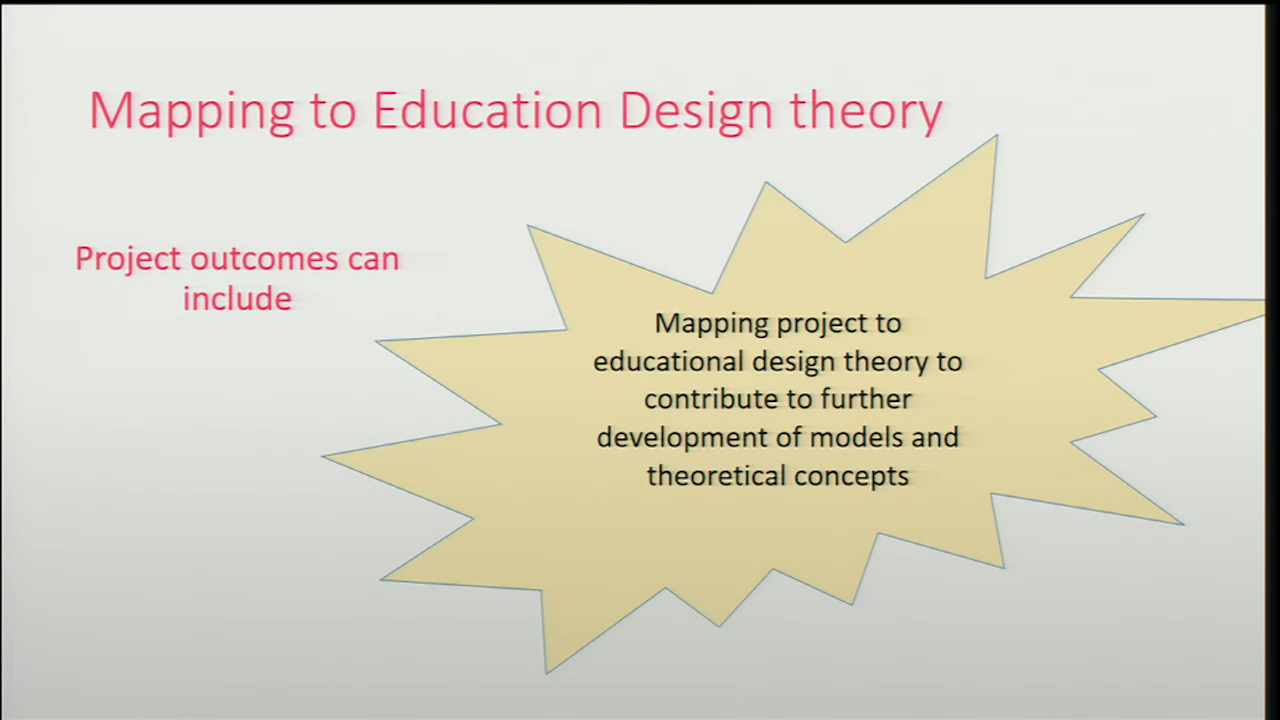 Mapping to Education Design theory
Project outcomes can
include
Mapping project to
educational design theory to
contribute to further
development of models and
theoretical concepts